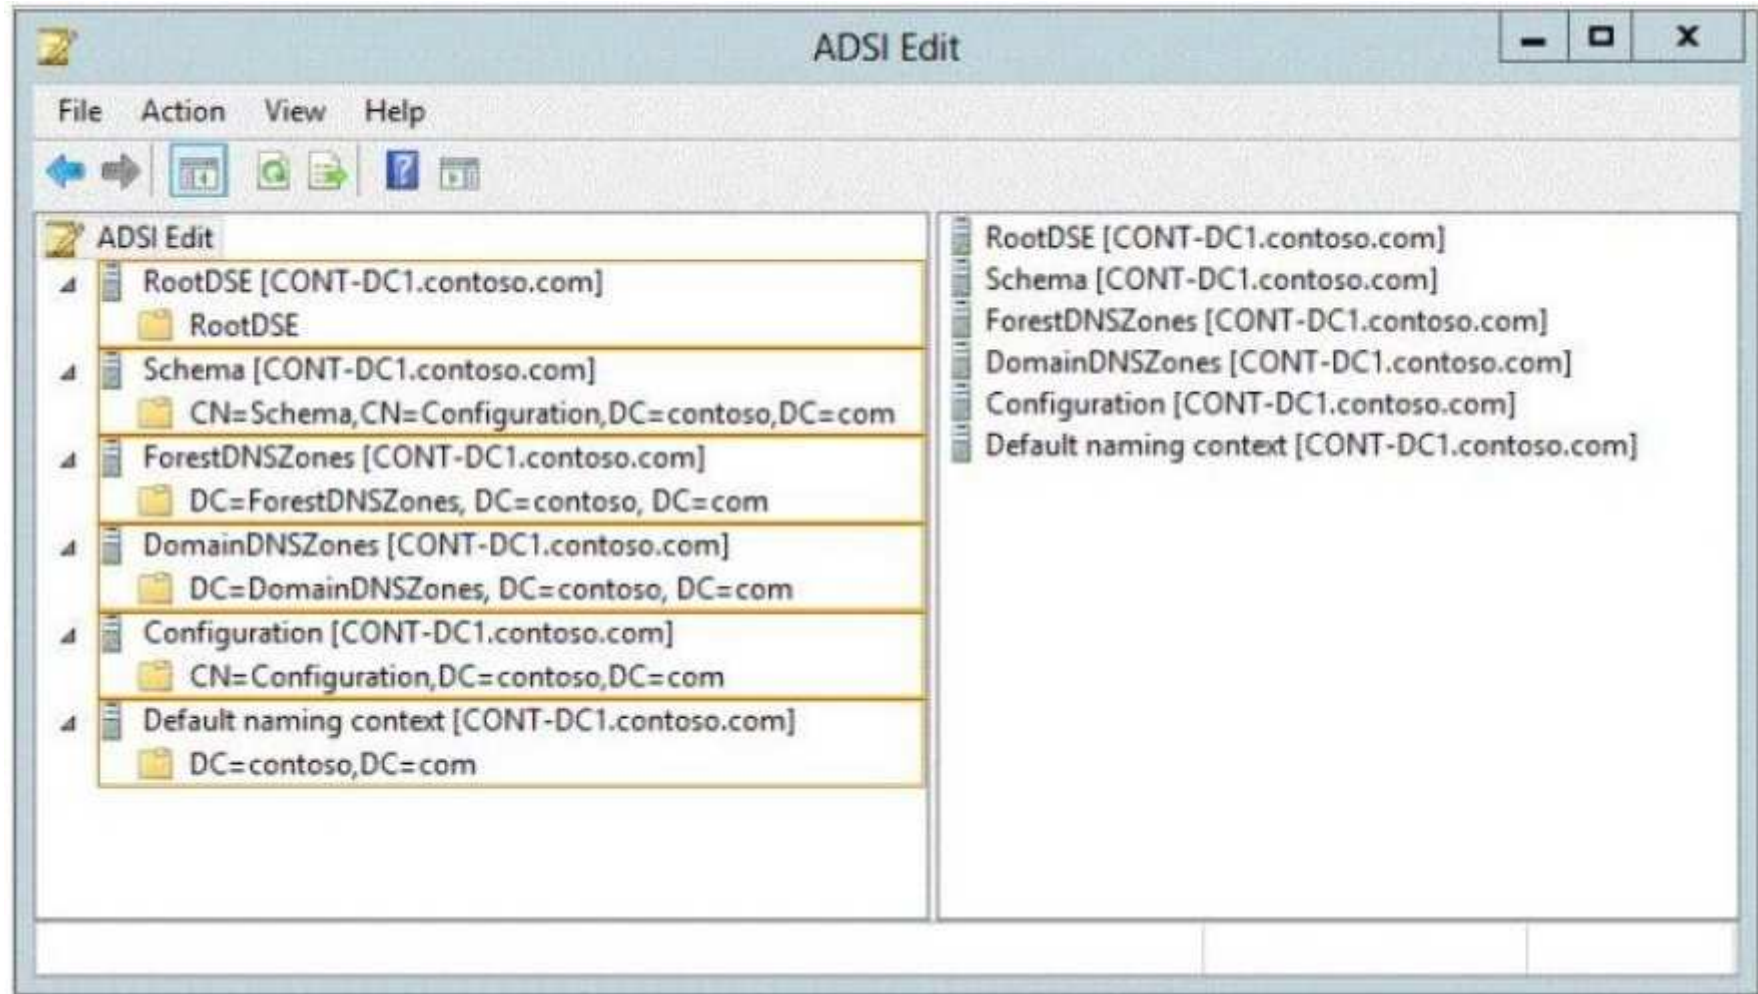 ADSI Edit
File Action View Help
ADSI Edit
RootDSE [CONT-DC1.contoso.com]
RootDSE
Schema [CONT-DC1.contoso.com]
CN=Schema,CN=Configuration,DC=contoso,DC=com
ForestDNSZones [CONT-DC1.contoso.com]
DC=ForestDNSZones, DC=contoso, DC=com
DomainDNSZones [CONT-DC1.contoso.com]
DC=DomainDNSZones, DC=contoso, DC=com
Configuration [CONT-DC1.contoso.com]
CN=Configuration,DC=contoso,DC=com
Default naming context [CONT-DC1.contoso.com]
DC=contoso,DC=com
RootDSE [CONT-DC1.contoso.com]
Schema [CONT-DC1.contoso.com]
ForestDNSZones [CONT-DC1.contoso.com]
DomainDNSZones [CONT-DC1.contoso.com]
Configuration [CONT-DC1.contoso.com]
Default naming context [CONT-DC1.contoso.com]